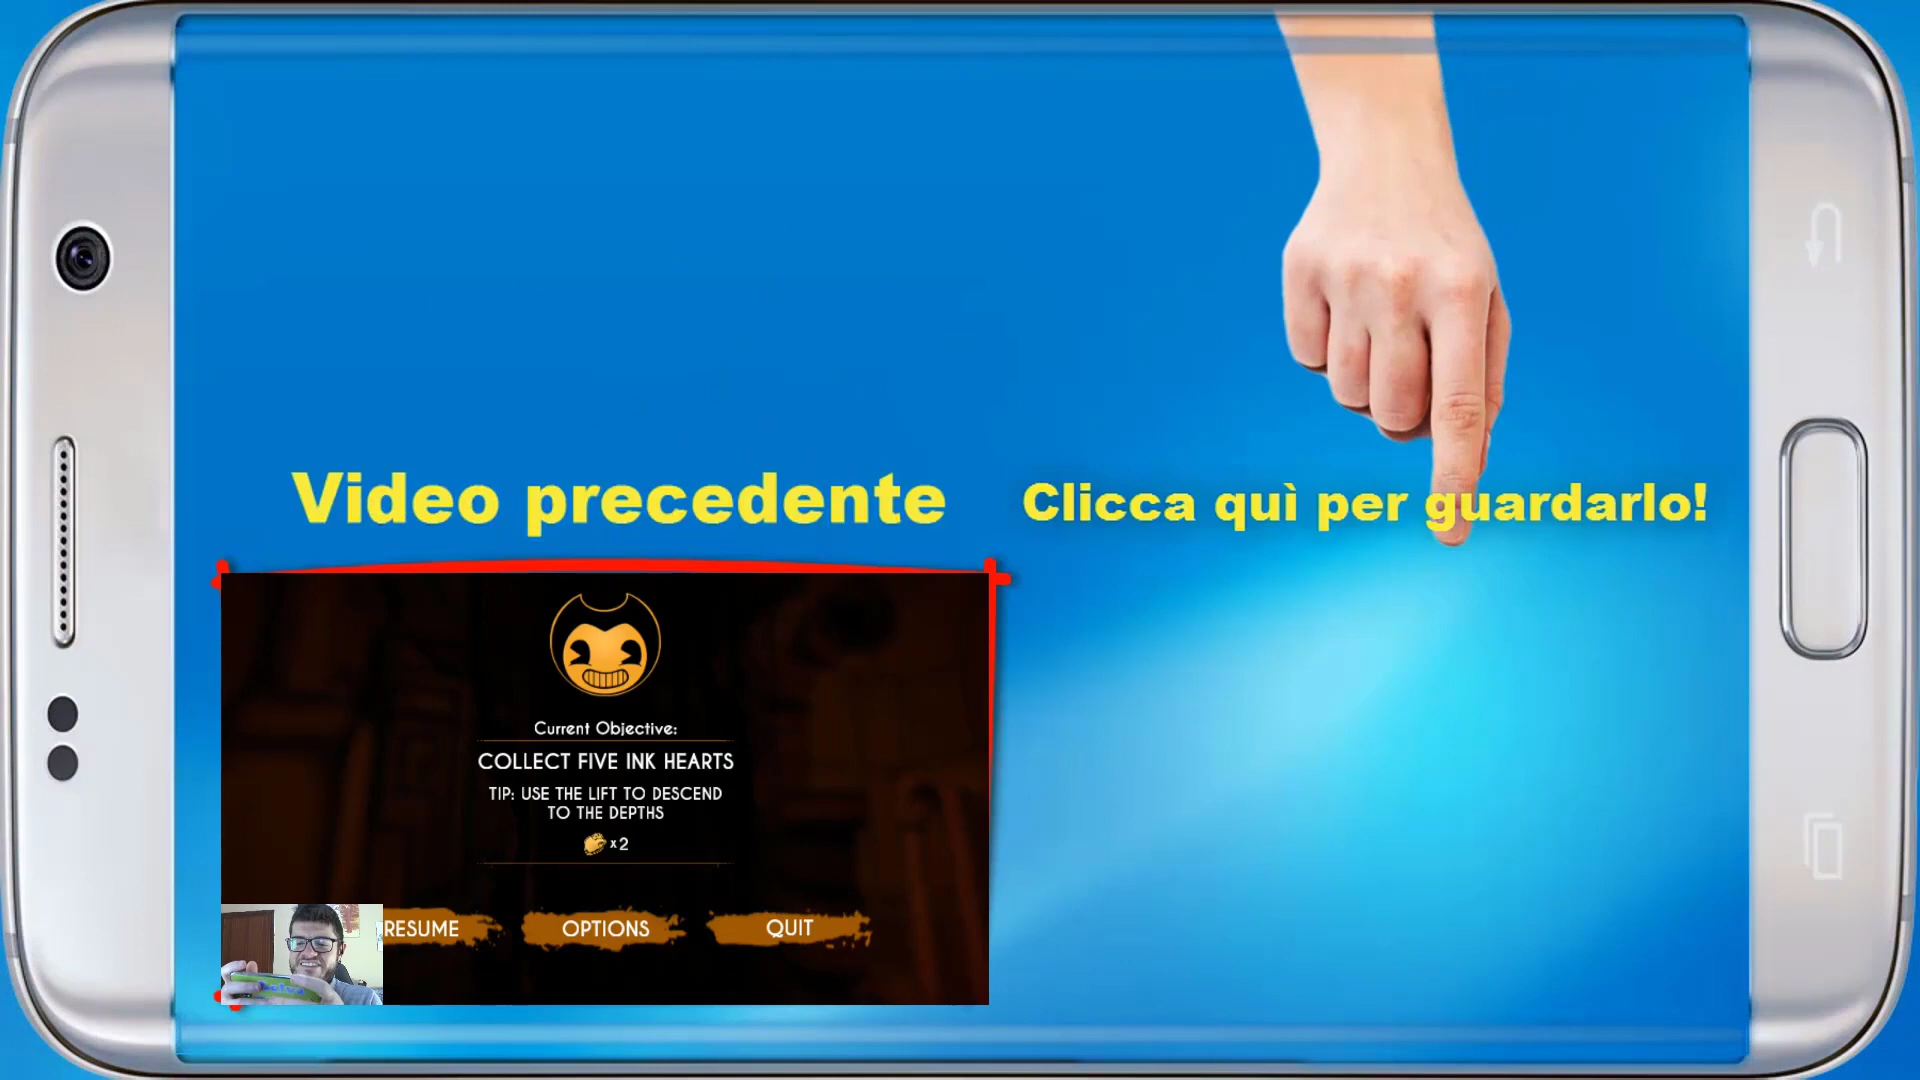 Video precedente
Clicca quì per guardarlo!
Current Objective:
COLLECT FIVE INK HEARTS
TIP: USE THE LIFT TO DESCEND
TO THE DEPTHS
x2
RESUME
OPTIONS
QUIT